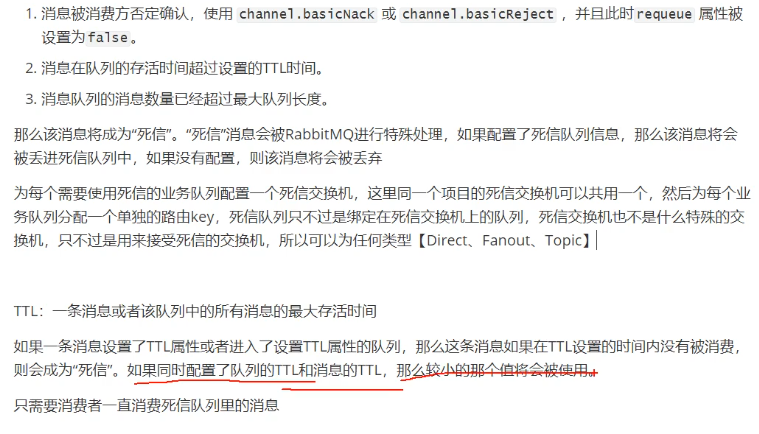 1. 消息被消费方否定确认，使用 channel.basicNack 或 channel.basicReject ，并且此时requeue 属性被
设置为false。
2. 消息在队列的存活时间超过设置的TTL时间。
3. 消息队列的消息数量已经超过最大队列长度。
那么该消息将成为“死信”。“死信”消息会被RabbitMQ进行特殊处理，如果配置了死信队列信息，那么该消息将会
被丢进死信队列中，如果没有配置，则该消息将会被丢弃
为每个需要使用死信的业务队列配置一个死信交换机，这里同一个项目的死信交换机可以共用一个，然后为每个业
务队列分配一个单独的路由key，死信队列只不过是绑定在死信交换机上的队列，死信交换机也不是什么特殊的交
换机，只不过是用来接受死信的交换机，所以可以为任何类型【Direct、Fanout、Topic】
TTL：一条消息或者该队列中的所有消息的最大存活时间
如果一条消息设置了TTL属性或者进入了设置TTL属性的队列，那么这条消息如果在TTL设置的时间内没有被消费，
则会成为“死信”。如果同时配置了队列的TTL和消息的TTL，那么较小的那个值将会被使用。
只需要消费者一直消费死信队列里的消息